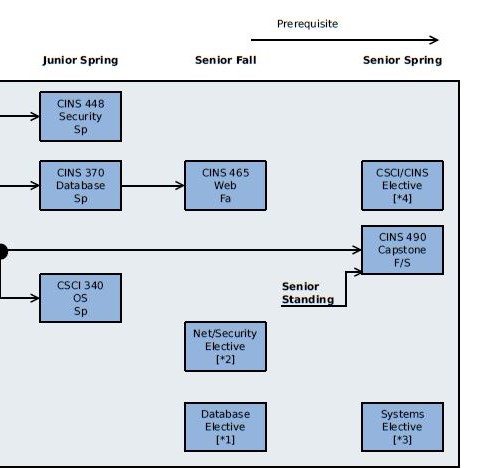 Prerequisite
Junior Spring
Senior Fall
Senior Spring
CINS 448
Security
Sp
CINS 370
Database
Sp
CINS 465
Web
Fa
CSCI/CINS
Elective
[*4]
CINS 490
Capstone
F/S
CSCI 340
OS
Sp
Senior
Standing
Net/Security
Elective
[*2]
Database
Elective
[*1]
Systems
Elective
[*3]